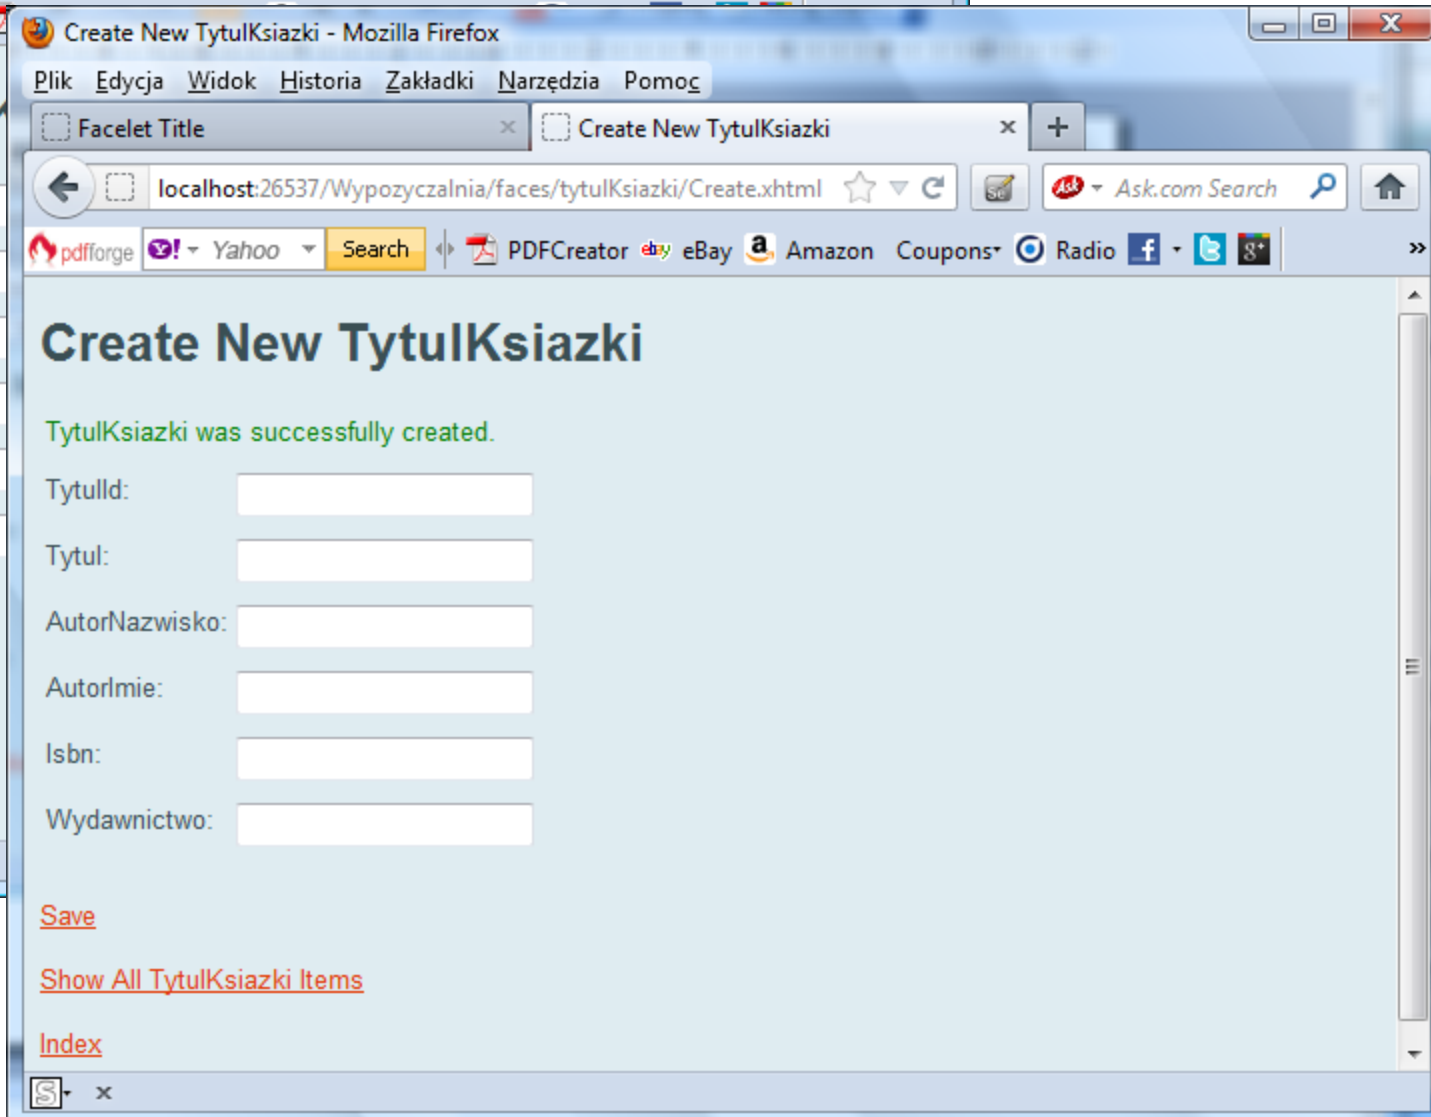 Create New TytulKsiazki - Mozilla Firefox
Plik Edycja Widok Historia Zakładki Narzędzia Pomoc
Facelet Title Create New TytulKsiazki
localhost:26537/Wypozyczalnia/faces/tytulKsiazki/Create.xhtml Ask Ask.com Search
pdfforge Y! Yahoo Search PDFCreator ebay eBay a Amazon Coupons Radio f t g+ »
Create New TytulKsiazki
TytulKsiazki was successfully created.
TytulId:
Tytul:
AutorNazwisko:
AutorImie:
Isbn:
Wydawnictwo:
Save
Show All TytulKsiazki Items
Index
S